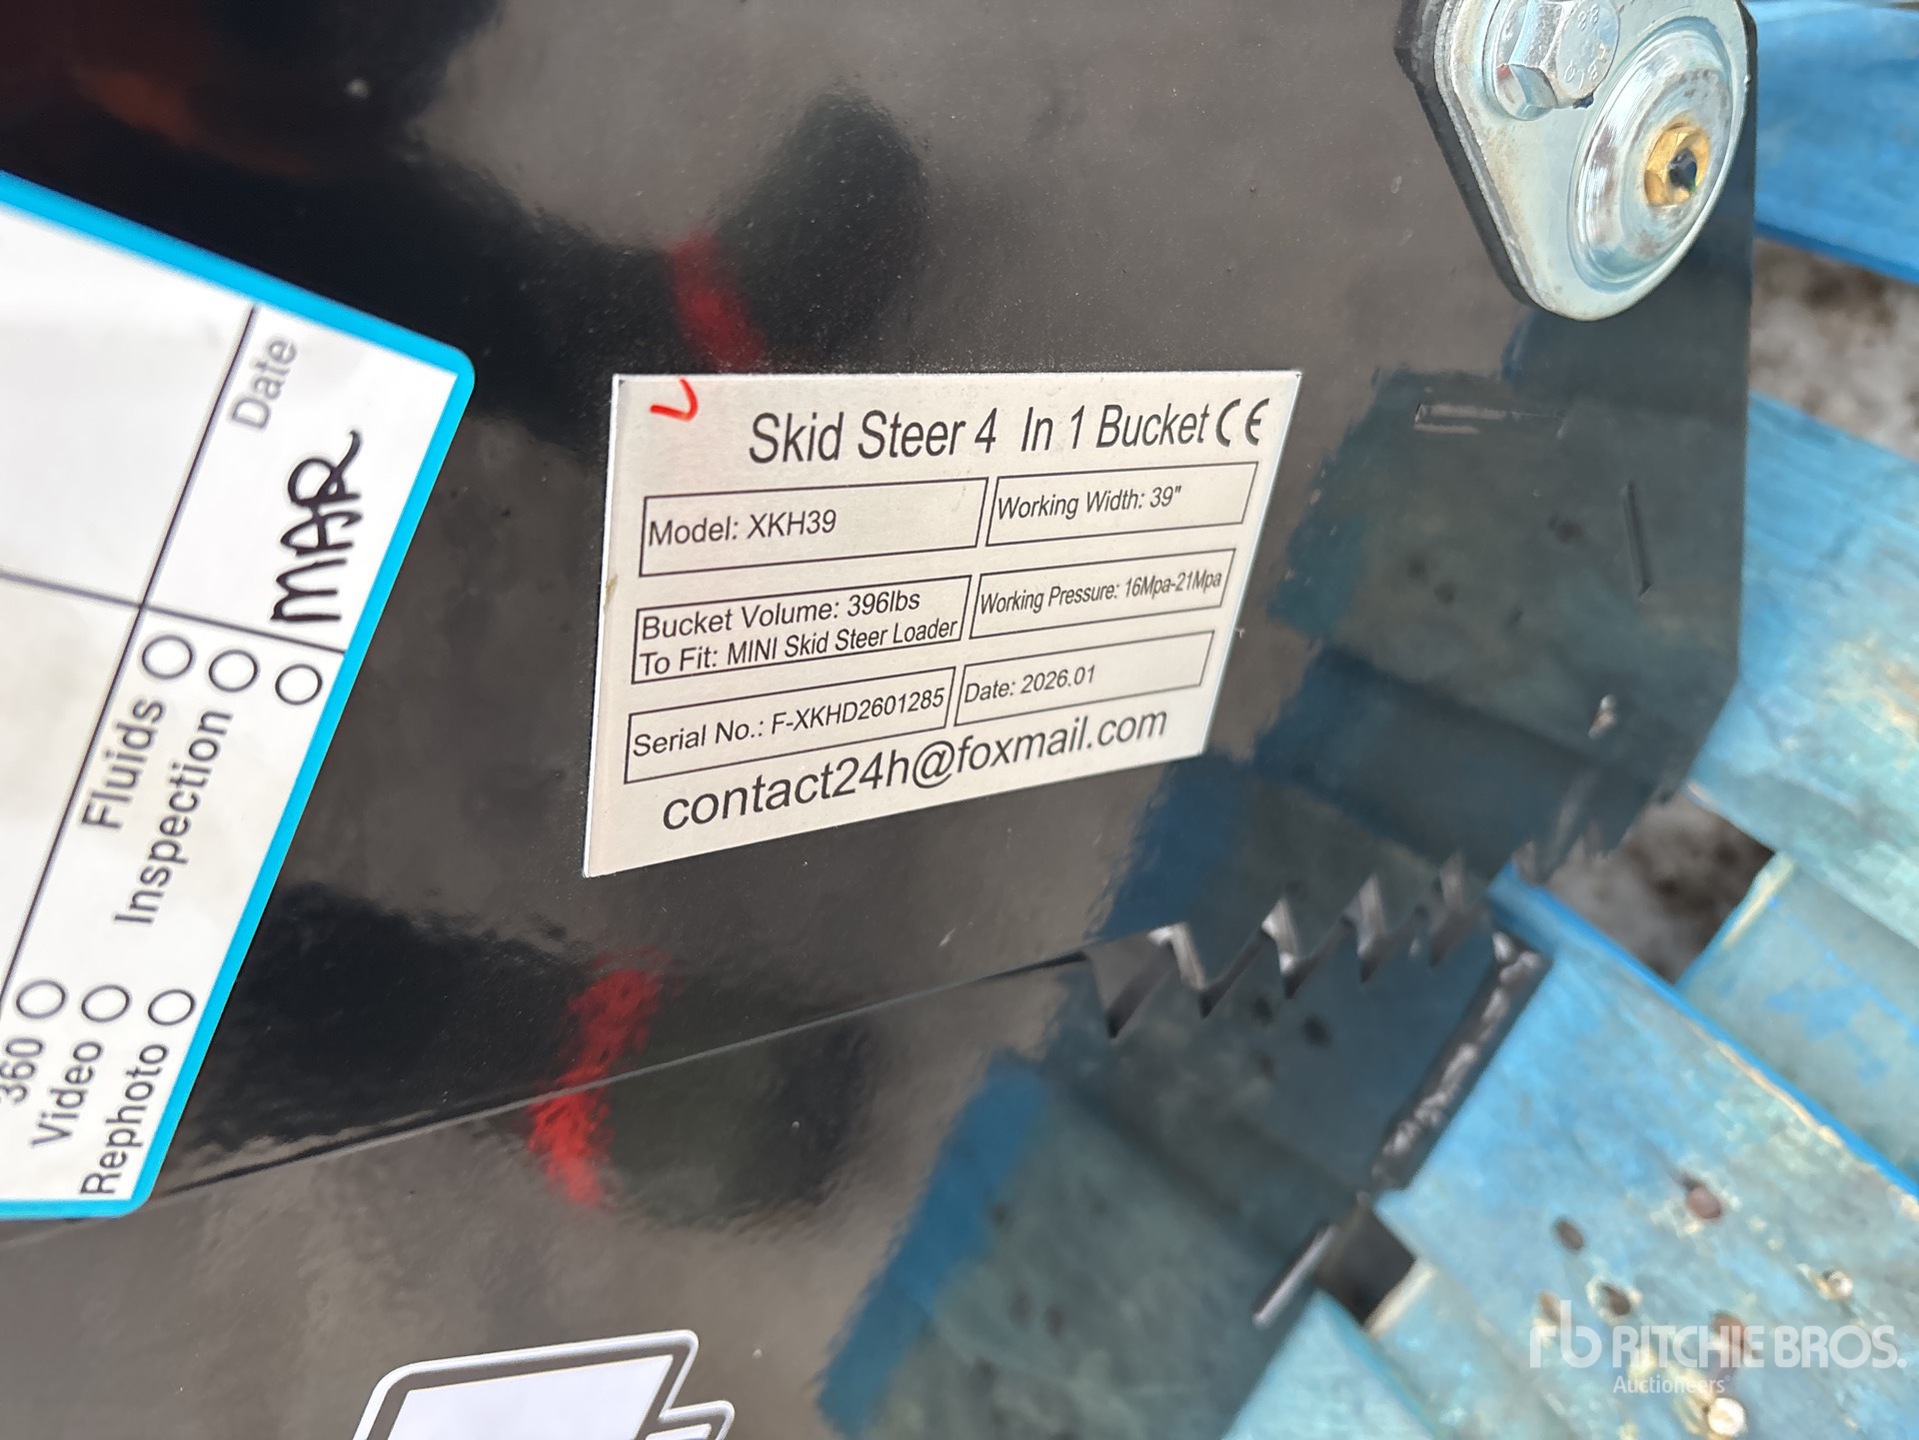 Skid Steer 4 In 1 Bucket CE
Model: XKH39
Working Width: 39"
Bucket Volume: 396lbs
To Fit: MINI Skid Steer Loader
Working Pressure: 16Mpa-21Mpa
Serial No.: F-XKHD2601285
Date: 2026.01
contact24h@foxmail.com
Date
MAR
Fluids
Inspection
360
Video
Rephoto
rb RITCHIE BROS.
Auctioneers